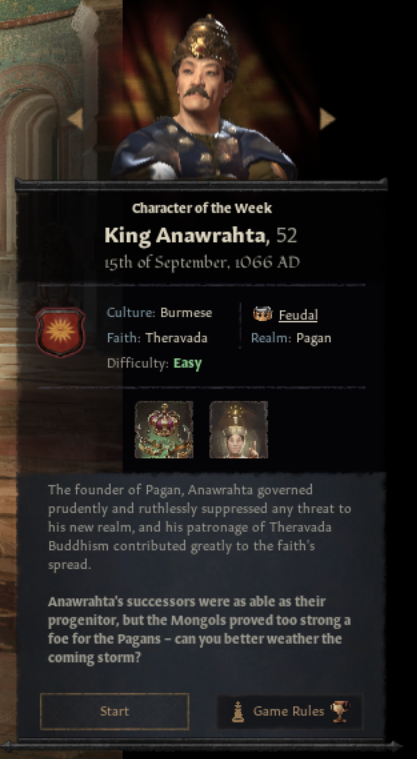 Character of the Week
King Anawrahta, 52
15th of September, 1066 AD
Culture: Burmese
Feudal
Faith: Theravada
Realm: Pagan
Difficulty: Easy
The founder of Pagan, Anawrahta governed
prudently and ruthlessly suppressed any threat to
his new realm, and his patronage of Theravada
Buddhism contributed greatly to the faith's
spread.
Anawrahta's successors were as able as their
progenitor, but the Mongols proved too strong a
foe for the Pagans – can you better weather the
coming storm?
Start
Game Rules